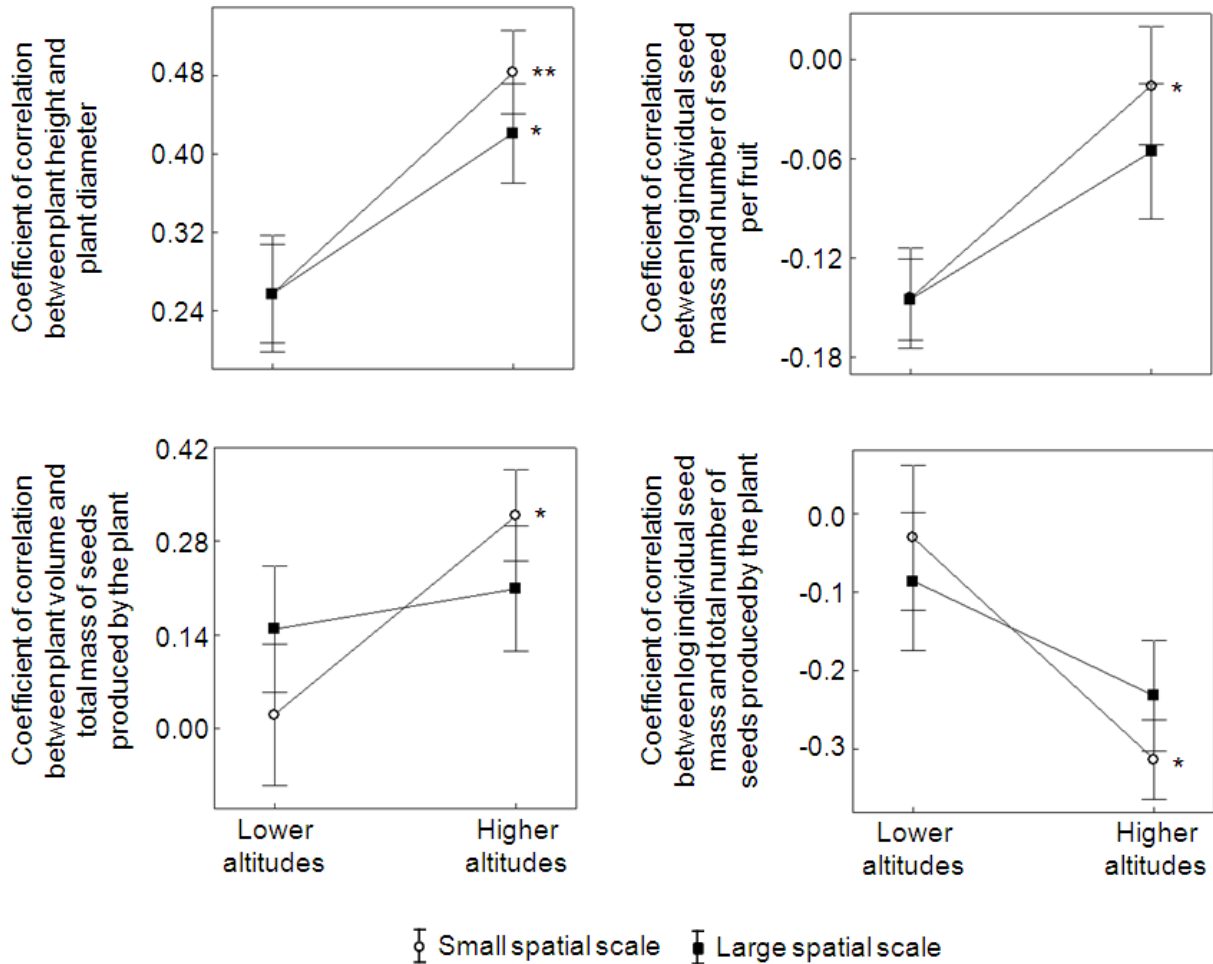 Coefficient of correlation
between plant height and
plant diameter
0.48
0.40
0.32
0.24
**
*
Coefficient of correlation
between log individual seed
mass and number of seed
per fruit
0.00
-0.06
-0.12
-0.18
*
Coefficient of correlation
between plant volume and
total mass of seeds
produced by the plant
0.42
0.28
0.14
0.00
*
Lower
altitudes
Higher
altitudes
Coefficient of correlation
between log individual seed
mass and total number of
seeds produced by the plant
0.0
-0.1
-0.2
-0.3
*
Lower
altitudes
Higher
altitudes
Small spatial scale
Large spatial scale